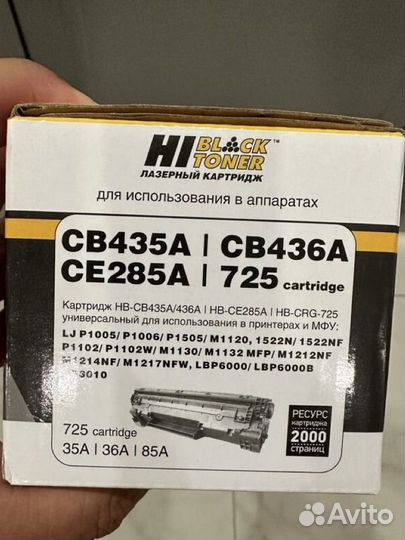 HI BLACK TONER™
ЛАЗЕРНЫЙ КАРТРИДЖ
для использования в аппаратах
CB435A | CB436A
CE285A | 725 cartridge
Картридж HB-CB435A/436A | HB-CE285A | HB-CRG-725
универсальный для использования в принтерах и МФУ:
LJ P1005/ P1006/ P1505/ M1120, 1522N/ 1522NF
P1102/ P1102W/ M1130/ M1132 MFP/ M1212NF
M1214NF/ M1217NFW, LBP6000/ LBP6000B
3010
РЕСУРС
картриджа
2000
страниц
725 cartridge
35A | 36A | 85A
Avito